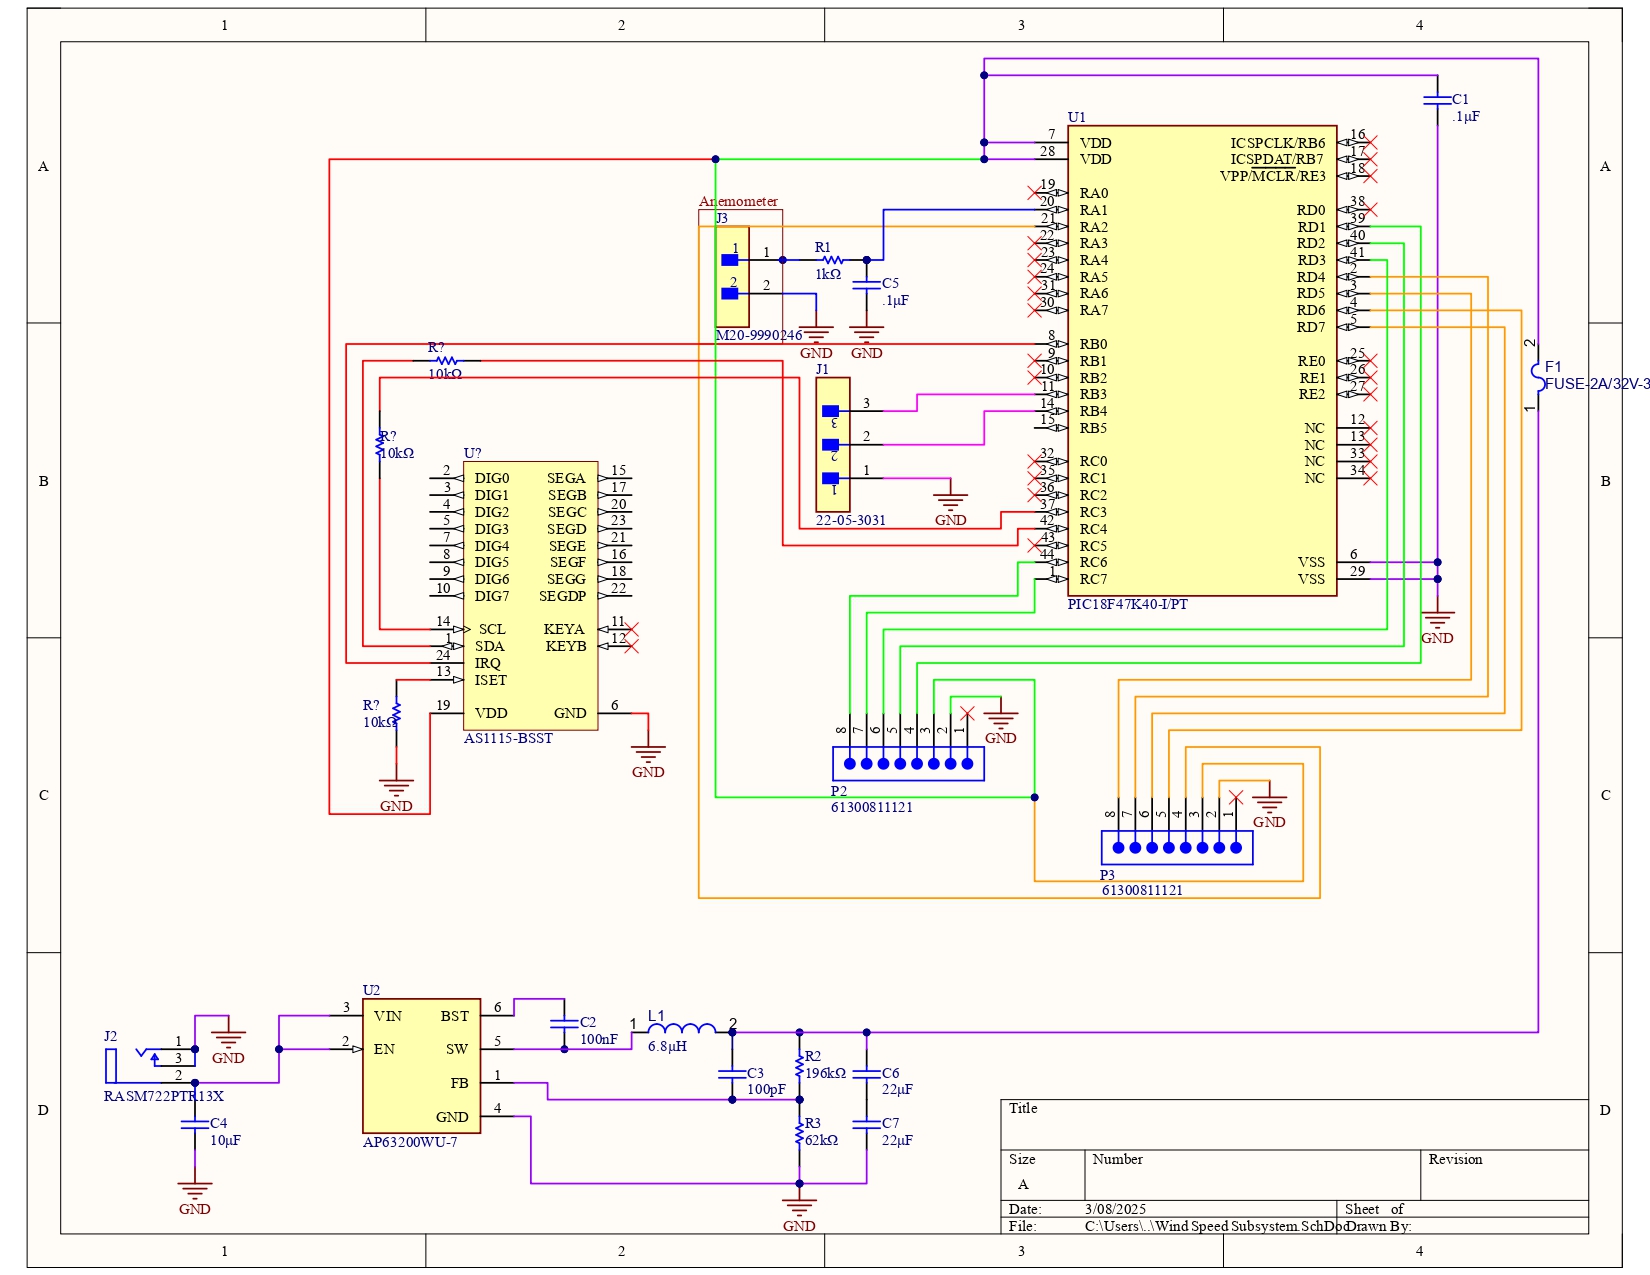 1 2 3 4
A A
B B
C C
D D
U1
PIC18F47K40-I/PT
7 VDD
28 VDD
19 RA0
20 RA1
21 RA2
22 RA3
23 RA4
24 RA5
31 RA6
30 RA7
8 RB0
9 RB1
10 RB2
11 RB3
14 RB4
15 RB5
32 RC0
35 RC1
36 RC2
37 RC3
42 RC4
43 RC5
44 RC6
1 RC7
ICSPCLK/RB6 16
ICSPDAT/RB7 17
VPP/MCLR/RE3 18
RD0 38
RD1 39
RD2 40
RD3 41
RD4 2
RD5 3
RD6 4
RD7 5
RE0 25
RE1 26
RE2 27
NC 12
NC 13
NC 33
NC 34
VSS 6
VSS 29
GND
C1
.1µF
2
F1
FUSE-2A/32V-3
1
Anemometer
J3
1 1
2 2
M20-9990246
R1
1kΩ
C5
.1µF
GND
GND
J1
3 3
2 2
1 1
22-05-3031
GND
R?
10kΩ
R?
10kΩ
U?
2 DIG0 SEGA 15
3 DIG1 SEGB 17
4 DIG2 SEGC 20
5 DIG3 SEGD 23
7 DIG4 SEGE 21
8 DIG5 SEGF 16
9 DIG6 SEGG 18
10 DIG7 SEGDP 22
14 SCL KEYA 11
1 SDA KEYB 12
24 IRQ
13 ISET
19 VDD GND 6
AS1115-BSST
R?
10kΩ
GND
GND
8 7 6 5 4 3 2 1
GND
P2
61300811121
8 7 6 5 4 3 2 1
GND
P3
61300811121
J2
1
3
2
RASM722PTR13X
GND
C4
10µF
GND
U2
3 VIN BST 6
2 EN SW 5
FB 1
GND 4
AP63200WU-7
C2
100nF
1 L1 2
6.8µH
C3
100pF
R2
196kΩ
R3
62kΩ
C6
22µF
C7
22µF
GND
Title
Size Number Revision
A
Date: 3/08/2025 Sheet of
File: C:\Users\..\Wind Speed Subsystem.SchDoc Drawn By:
1 2 3 4